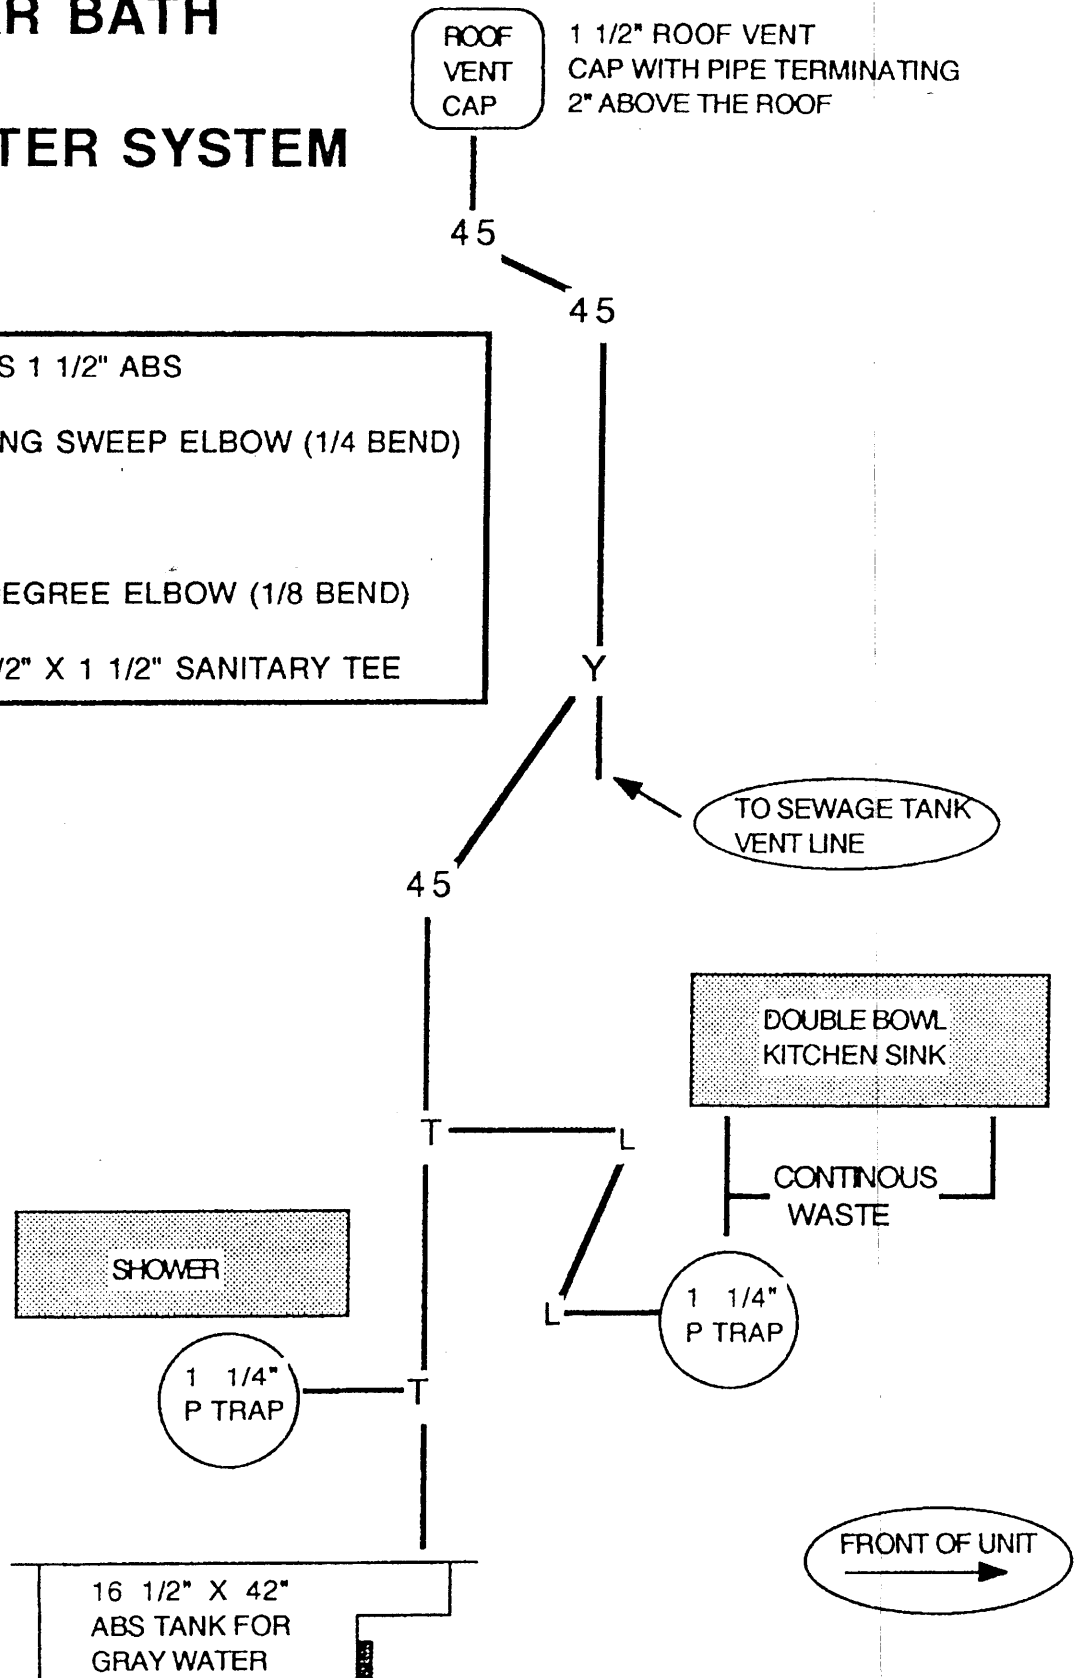 R BATH
ROOF
VENT
CAP
1 1/2" ROOF VENT
CAP WITH PIPE TERMINATING
2" ABOVE THE ROOF
TER SYSTEM
45
45
S 1 1/2" ABS
NG SWEEP ELBOW (1/4 BEND)
EGREE ELBOW (1/8 BEND)
/2" X 1 1/2" SANITARY TEE
Y
TO SEWAGE TANK
VENT LINE
45
DOUBLE BOWL
KITCHEN SINK
T
L
CONTINOUS
WASTE
SHOWER
L
1 1/4"
P TRAP
1 1/4"
P TRAP
T
FRONT OF UNIT
16 1/2" X 42"
ABS TANK FOR
GRAY WATER